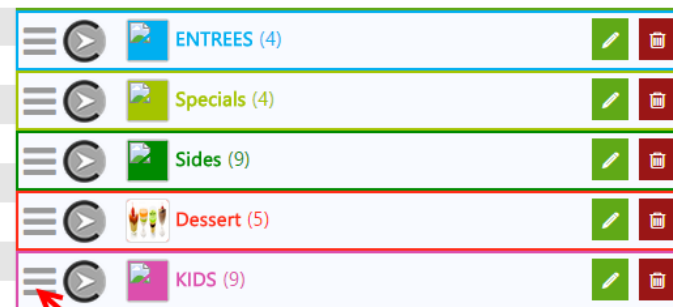 ENTREES (4)
Specials (4)
Sides (9)
Dessert (5)
KIDS (9)